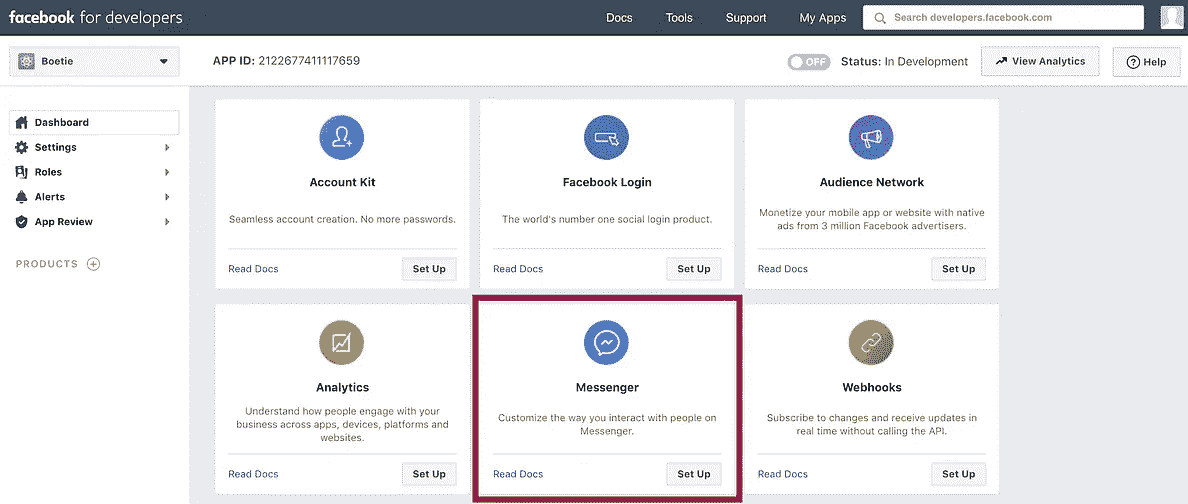 facebook for developers
Docs
Tools
Support
My Apps
Search developers.facebook.com
Boetie
APP ID: 2122677411117659
OFF
Status: In Development
View Analytics
Help
Dashboard
Settings
Roles
Alerts
App Review
PRODUCTS
Account Kit
Seamless account creation. No more passwords.
Read Docs
Set Up
Facebook Login
The world's number one social login product.
Read Docs
Set Up
Audience Network
Monetize your mobile app or website with native
ads from 3 million Facebook advertisers.
Read Docs
Set Up
Analytics
Understand how people engage with your
business across apps, devices, platforms and
websites.
Read Docs
Set Up
Messenger
Customize the way you interact with people on
Messenger.
Read Docs
Set Up
Webhooks
Subscribe to changes and receive updates in
real time without calling the API.
Read Docs
Set Up